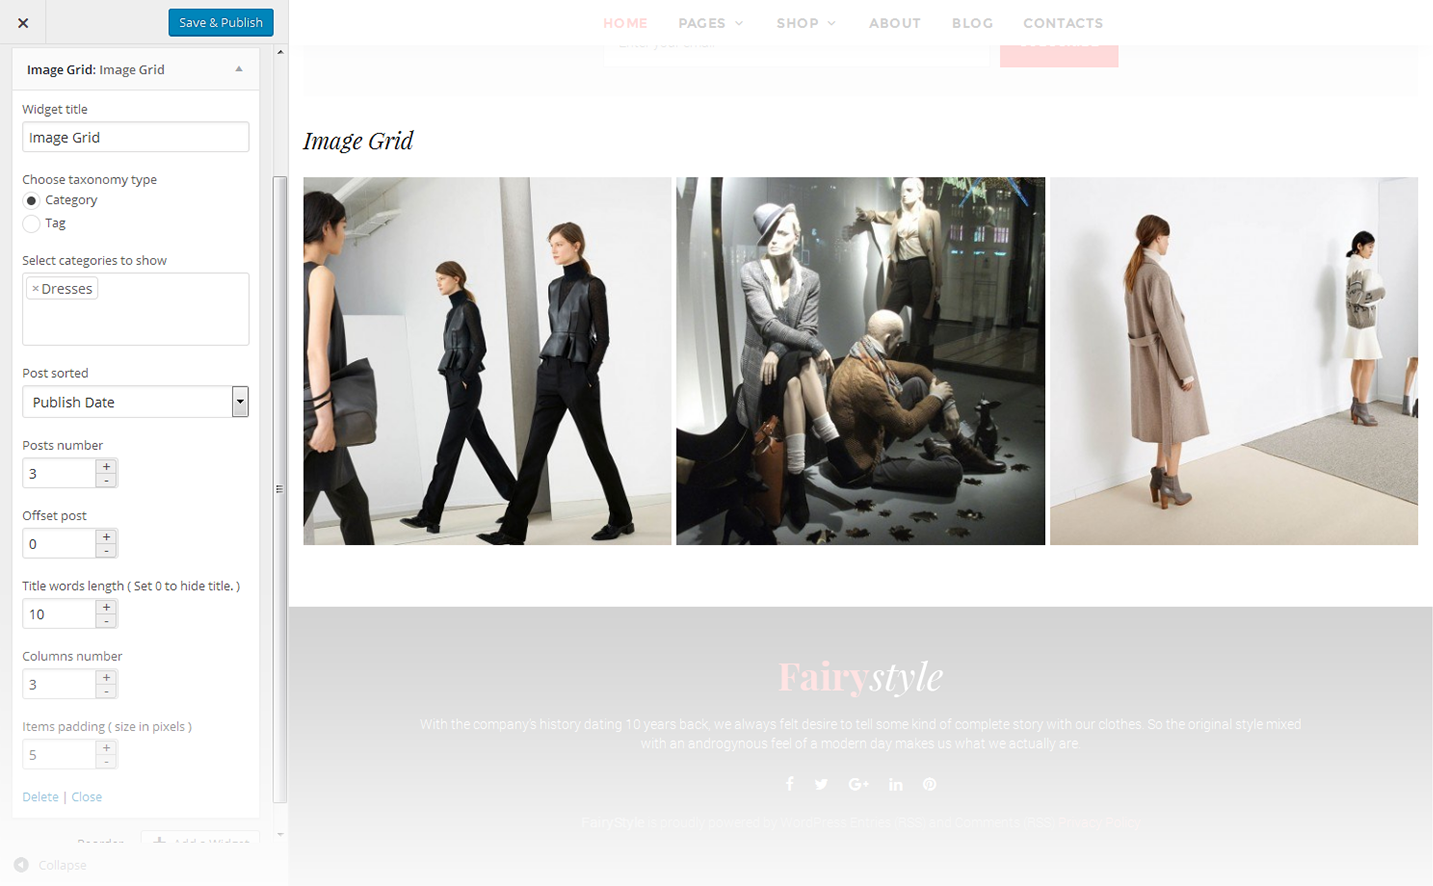 Save & Publish
Image Grid: Image Grid
Widget title
Image Grid
Choose taxonomy type
Category
Tag
Select categories to show
× Dresses
Post sorted
Publish Date
Posts number
3
+
-
Offset post
0
+
-
Title words length ( Set 0 to hide title. )
10
+
-
Columns number
3
+
-
Items padding ( size in pixels )
5
+
-
Delete | Close
Reorder
Add a Widget
Collapse
HOME PAGES SHOP ABOUT BLOG CONTACTS
Image Grid
Fairystyle
With the company's history dating 10 years back, we always felt desire to tell some kind of complete story with our clothes. So the original style mixed
with an androgynous feel of a modern day makes us what we actually are.
FairyStyle is proudly powered by WordPress Entries (RSS) and Comments (RSS) Privacy Policy